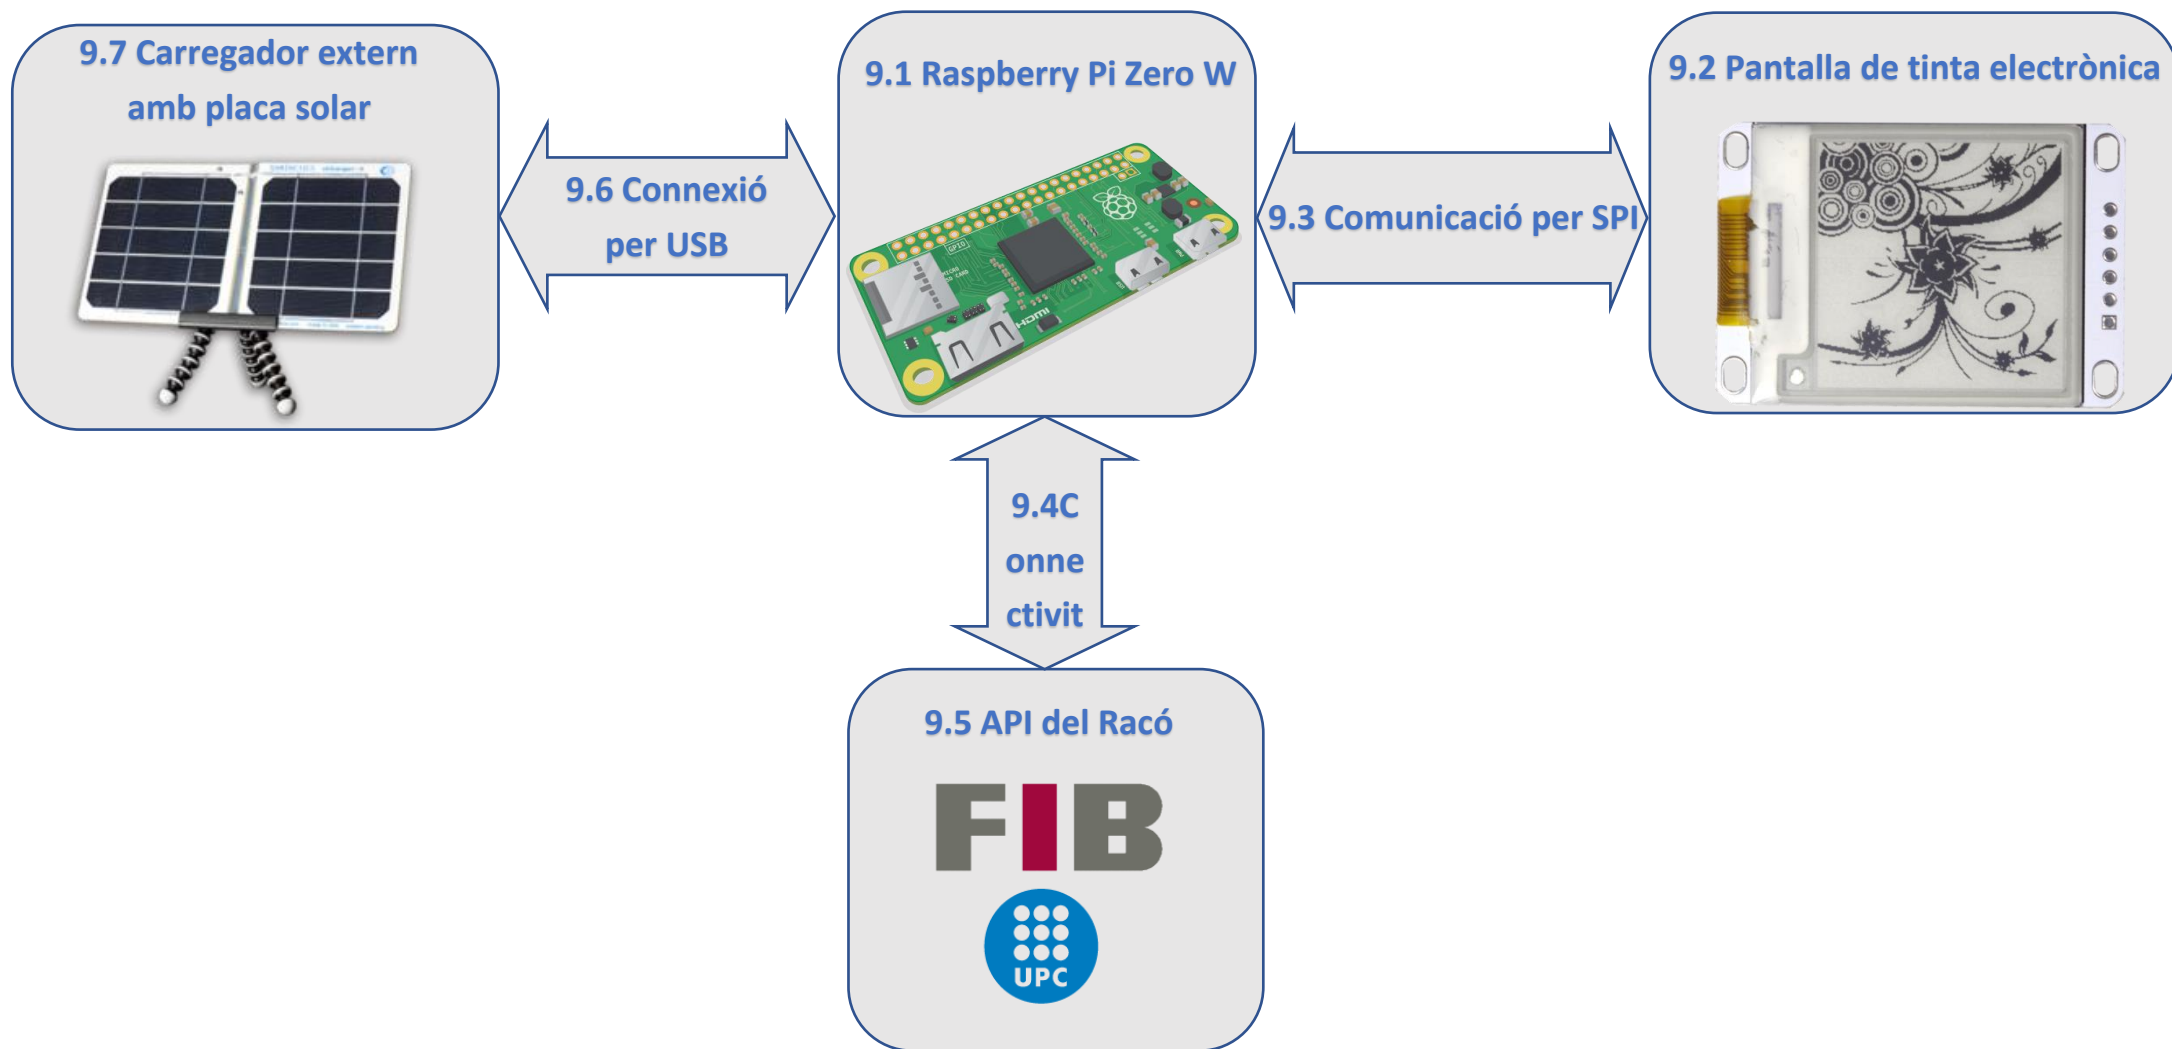 9.7 Carregador extern
amb placa solar
9.6 Connexió
per USB
9.1 Raspberry Pi Zero W
GPIO
HDMI
9.3 Comunicació per SPI
9.2 Pantalla de tinta electrònica
9.4C
onne
ctivit
9.5 API del Racó
FIB
UPC